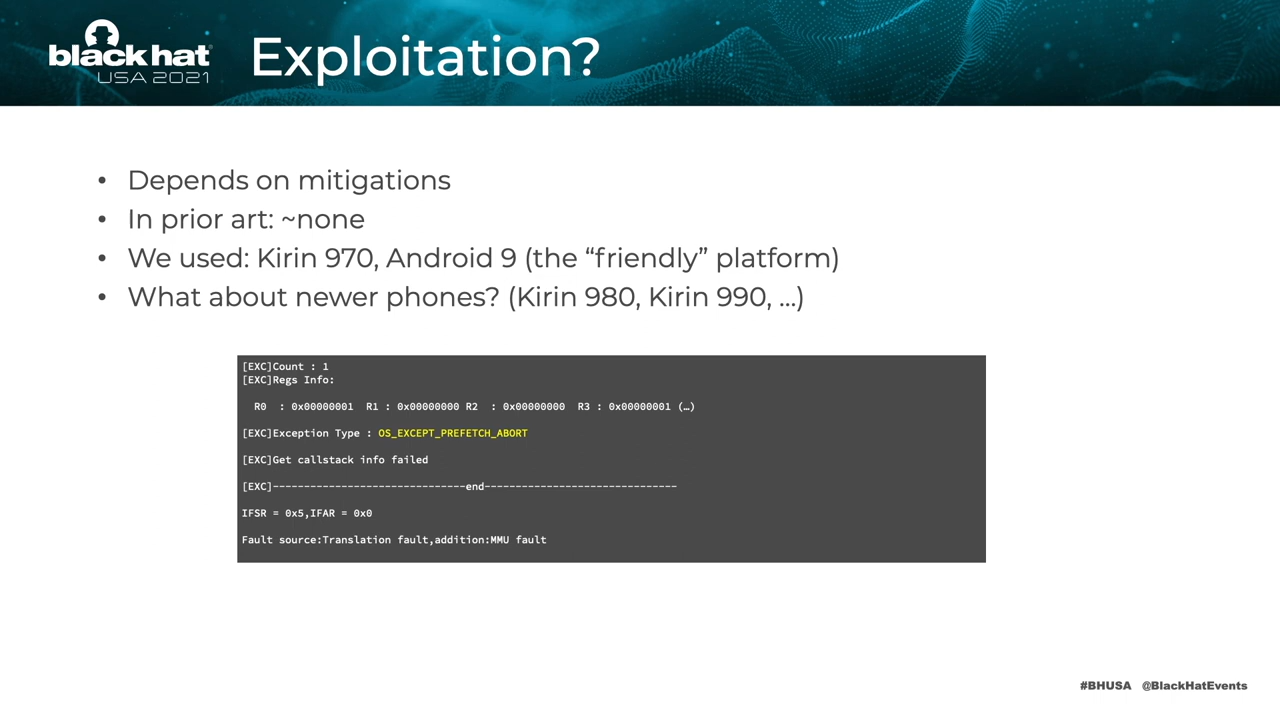 black hat
USA 2021
Exploitation?
• Depends on mitigations
• In prior art: ~none
• We used: Kirin 970, Android 9 (the “friendly” platform)
• What about newer phones? (Kirin 980, Kirin 990, …)
[EXC]Count : 1
[EXC]Regs Info:
R0 : 0x00000001 R1 : 0x00000000 R2 : 0x00000000 R3 : 0x00000001 (…)
[EXC]Exception Type : OS_EXCEPT_PREFETCH_ABORT
[EXC]Get callstack info failed
[EXC]-------------------------------end-------------------------------
IFSR = 0x5,IFAR = 0x0
Fault source:Translation fault,addition:MMU fault
#BHUSA @BlackHatEvents